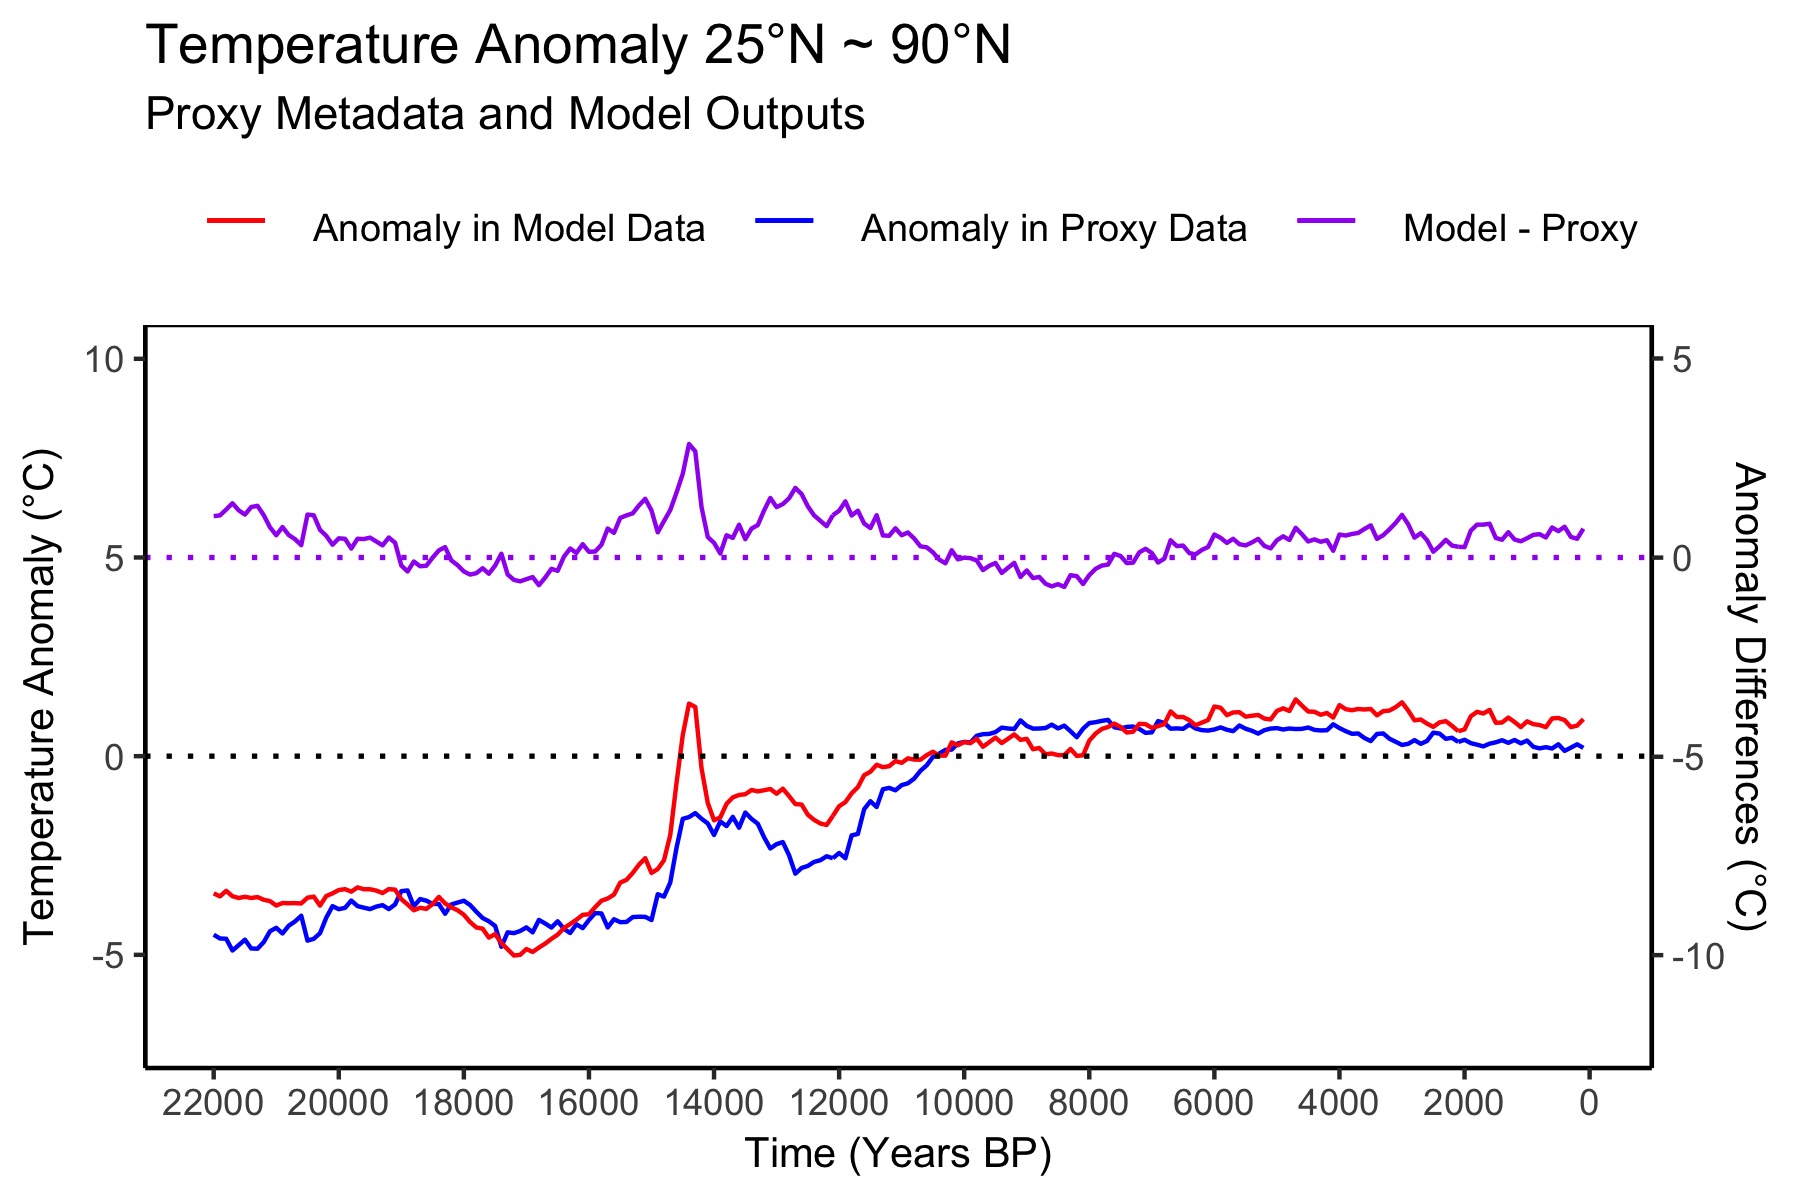 Temperature Anomaly 25°N ~ 90°N
Proxy Metadata and Model Outputs
Anomaly in Model Data
Anomaly in Proxy Data
Model - Proxy
Temperature Anomaly (°C)
10
5
0
-5
5
0
-5
-10
Anomaly Differences (°C)
22000 20000 18000 16000 14000 12000 10000 8000 6000 4000 2000 0
Time (Years BP)